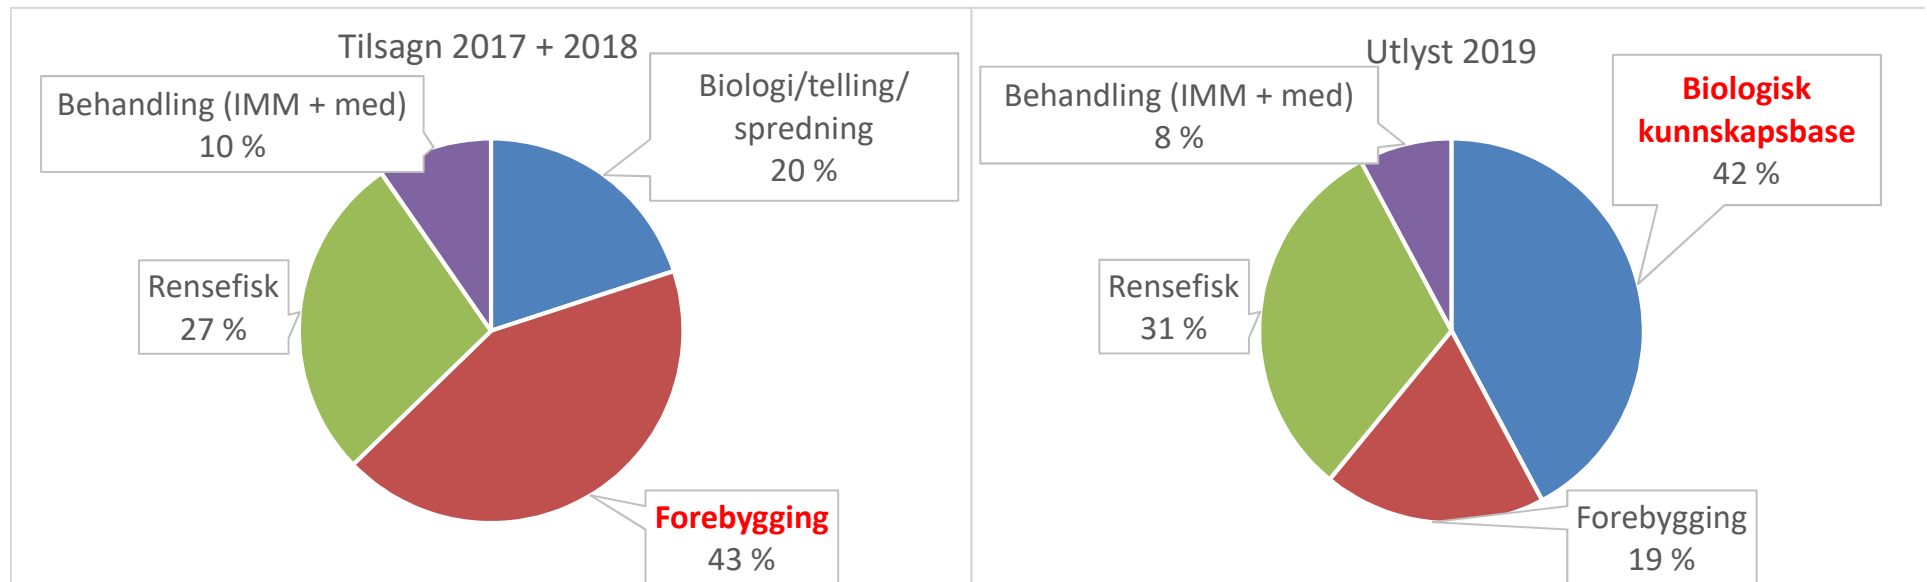 Tilsagn 2017 + 2018
Behandling (IMM + med)
10 %
Biologi/telling/
spredning
20 %
Rensefisk
27 %
Forebygging
43 %
Utlyst 2019
Behandling (IMM + med)
8 %
Biologisk
kunnskapsbase
42 %
Rensefisk
31 %
Forebygging
19 %